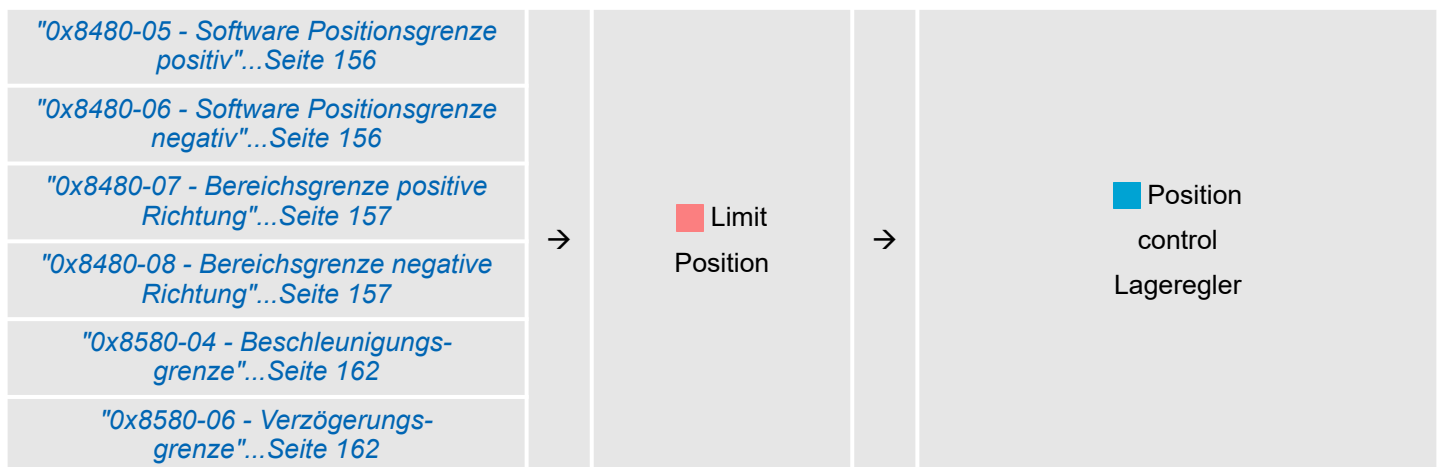 "0x8480-05 - Software Positionsgrenze
positiv"...Seite 156
"0x8480-06 - Software Positionsgrenze
negativ"...Seite 156
"0x8480-07 - Bereichsgrenze positive
Richtung"...Seite 157
"0x8480-08 - Bereichsgrenze negative
Richtung"...Seite 157
"0x8580-04 - Beschleunigungs-
grenze"...Seite 162
"0x8580-06 - Verzögerungs-
grenze"...Seite 162
→
Limit
Position
→
Position
control
Lageregler